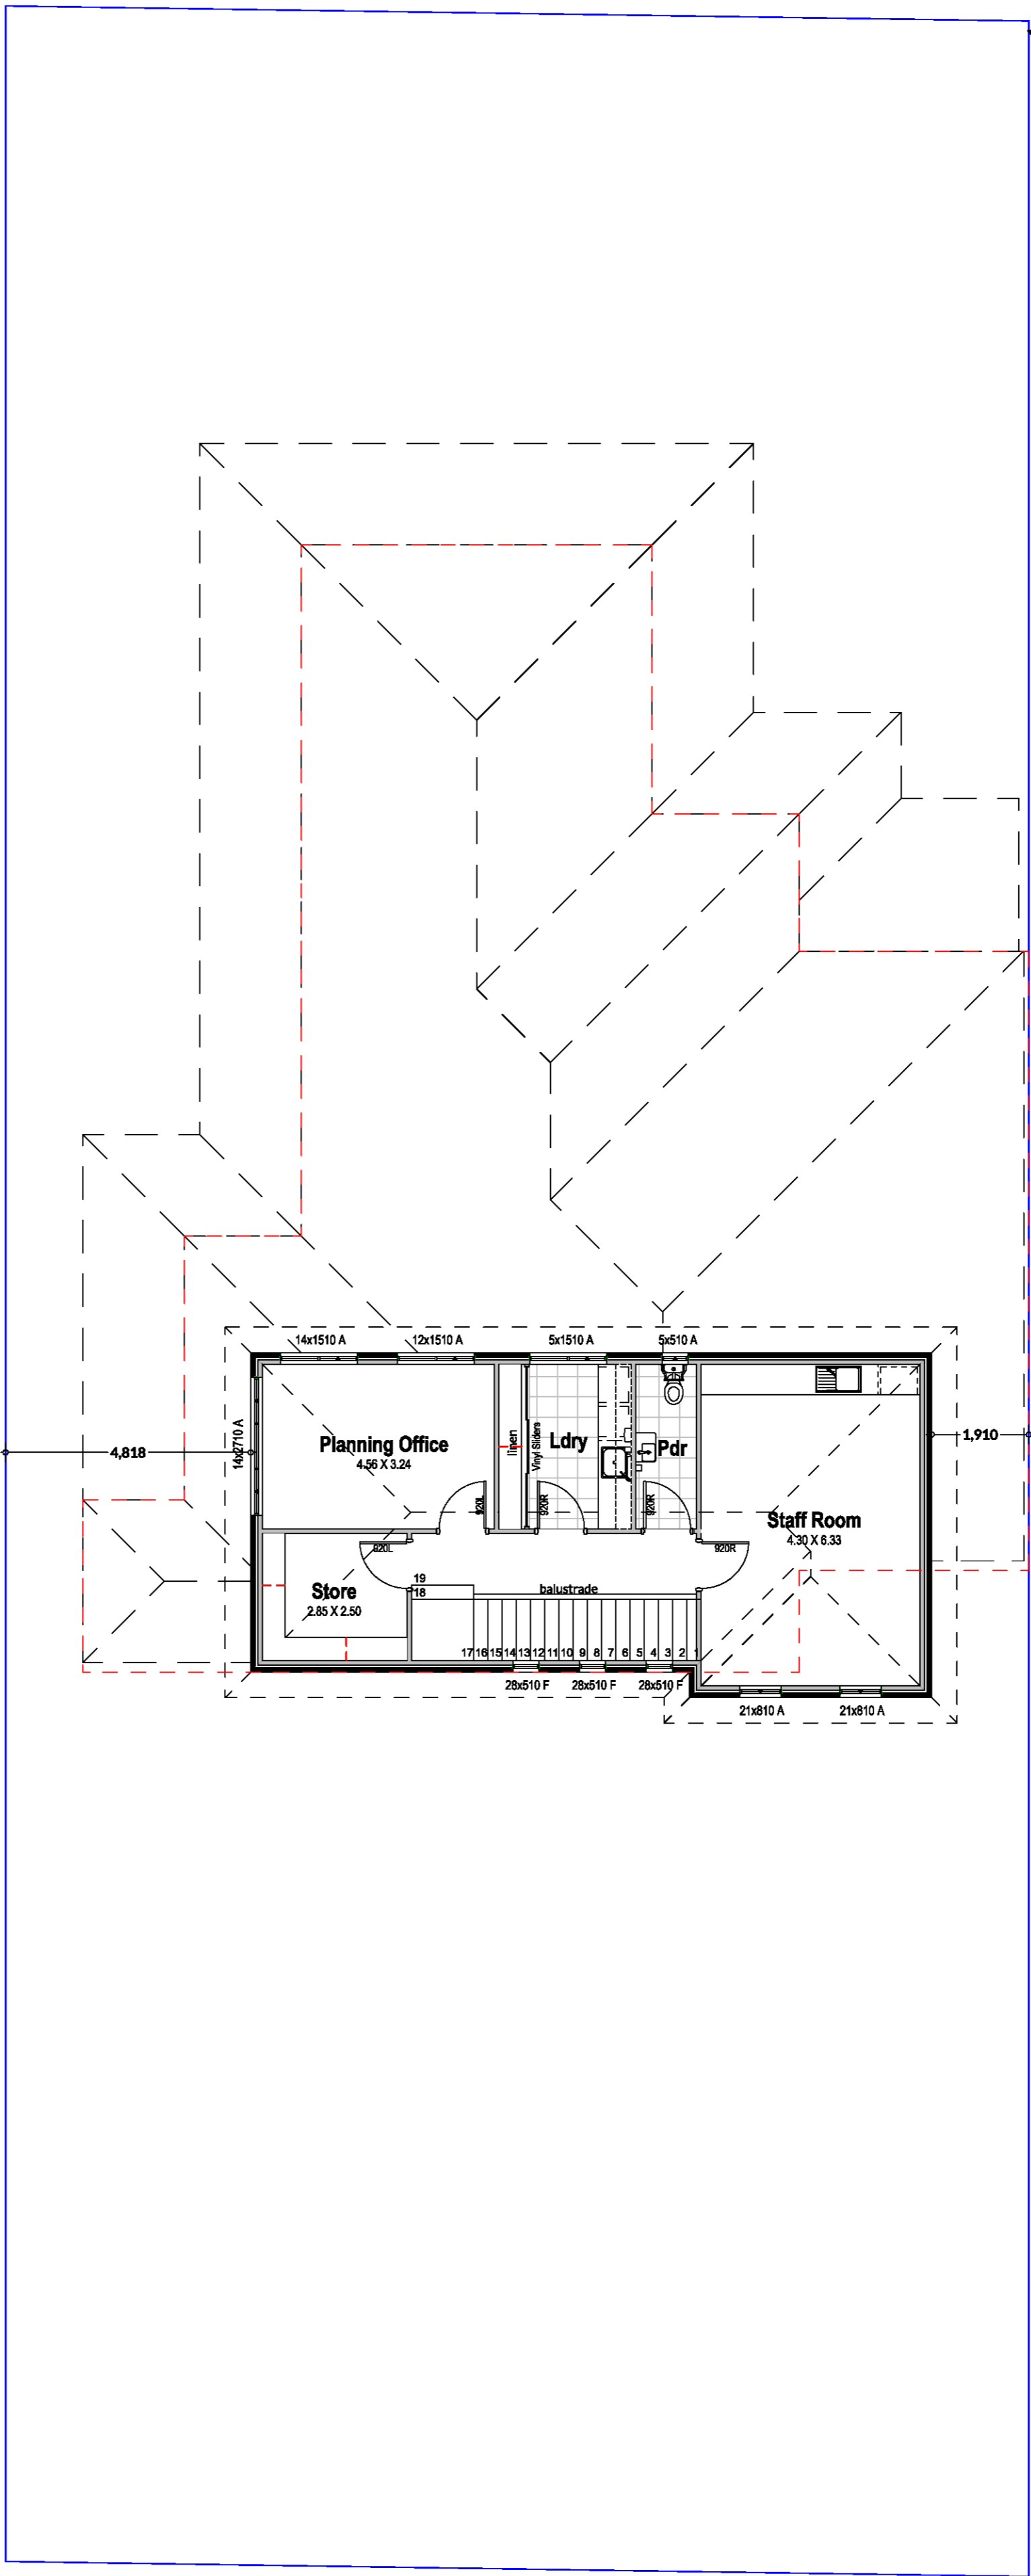 14x1510 A
12x1510 A
5x1510 A
5x510 A
14x2710 A
4,818
1,910
Planning Office
4.56 X 3.24
linen
Vinyl Sliders
Ldry
Pdr
Staff Room
4.30 X 6.33
920L
920R
920R
920L
920R
Store
2.85 X 2.50
19
18
balustrade
17 16 15 14 13 12 11 10 9 8 7 6 5 4 3 2 1
28x510 F
28x510 F
28x510 F
21x810 A
21x810 A